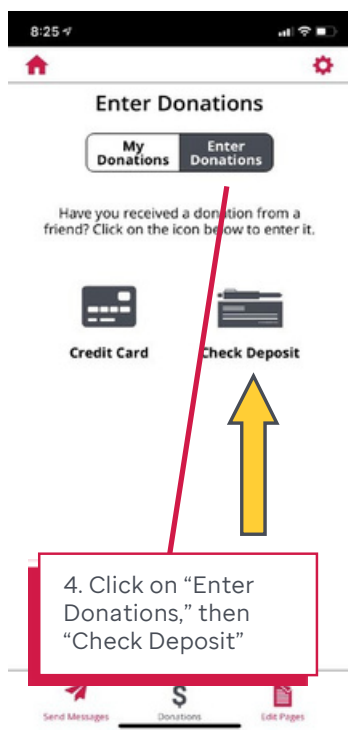 8:25
Enter Donations
My Donations
Enter Donations
Have you received a donation from a
friend? Click on the icon below to enter it.
Credit Card
Check Deposit
4. Click on “Enter
Donations,” then
“Check Deposit”
$
Send Messages
Donations
Edit Pages